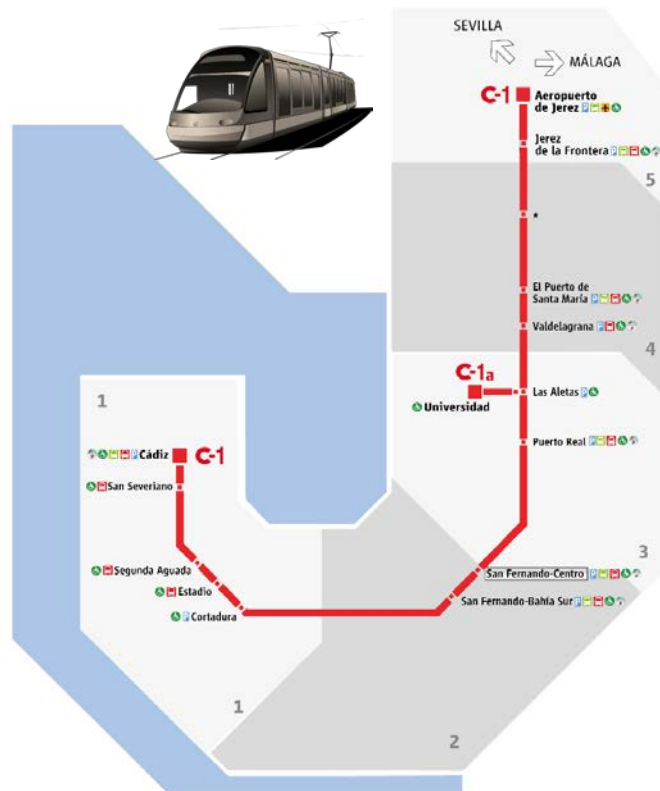 SEVILLA
MÁLAGA
C-1
Aeropuerto
de Jerez
Jerez
de la Frontera
5
*
El Puerto de
Santa María
Valdelagrana
4
C-1a
Las Aletas
Universidad
1
Puerto Real
Cádiz
C-1
San Severiano
3
San Fernando-Centro
Segunda Aguada
Estadio
San Fernando-Bahía Sur
Cortadura
1
2